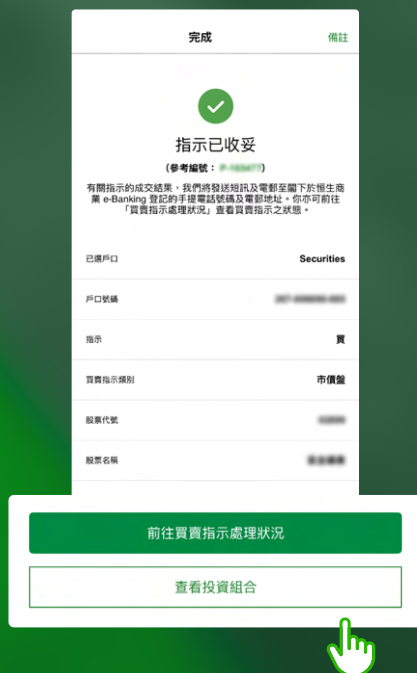 完成
備註
指示已收妥
(參考編號：
)
有關指示的成交結果，我們將發送短訊及電郵至閣下於恒生商
業 e-Banking 登記的手提電話號碼及電郵地址。你亦可前往
「買賣指示處理狀況」查看買賣指示之狀態。
已選戶口
Securities
戶口號碼
指示
買
買賣指示類別
市價盤
股票代號
股票名稱
前往買賣指示處理狀況
查看投資組合